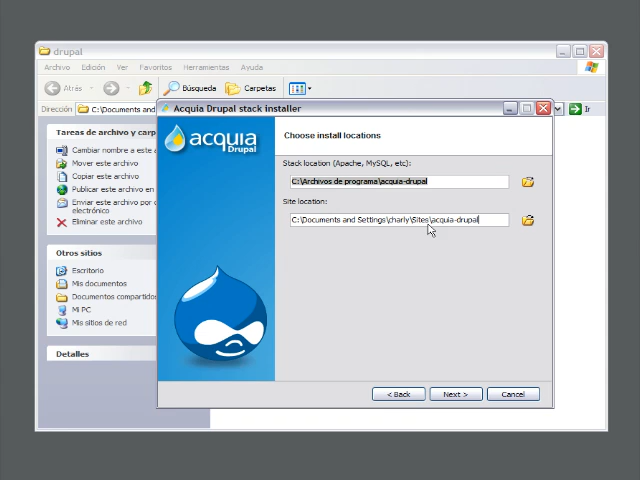 drupal
Archivo Edición Ver Favoritos Herramientas Ayuda
Atrás Búsqueda Carpetas
Dirección C:\Documents and
Ir
Tareas de archivo y carp
Cambiar nombre a este a
Mover este archivo
Copiar este archivo
Publicar este archivo en
Enviar este archivo por c
electrónico
Eliminar este archivo
Otros sitios
Escritorio
Mis documentos
Documentos compartidos
Mi PC
Mis sitios de red
Detalles
Acquia Drupal stack installer
acquia
Drupal
Choose install locations
Stack location (Apache, MySQL, etc):
C:\Archivos de programa\acquia-drupal
Site location:
C:\Documents and Settings\charly\Sites\acquia-drupal
< Back
Next >
Cancel